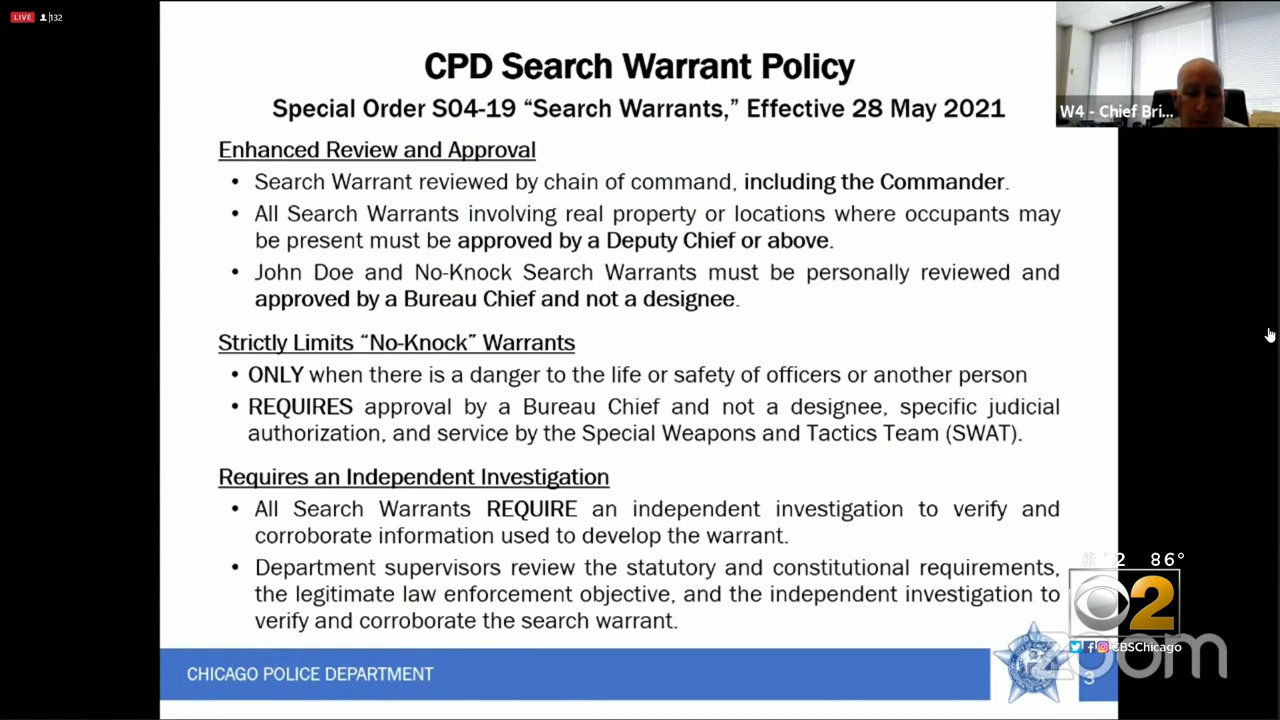 LIVE 132
CPD Search Warrant Policy
Special Order S04-19 “Search Warrants,” Effective 28 May 2021
W4 - Chief Bri...
Enhanced Review and Approval
• Search Warrant reviewed by chain of command, including the Commander.
• All Search Warrants involving real property or locations where occupants may
be present must be approved by a Deputy Chief or above.
• John Doe and No-Knock Search Warrants must be personally reviewed and
approved by a Bureau Chief and not a designee.
Strictly Limits “No-Knock” Warrants
• ONLY when there is a danger to the life or safety of officers or another person
• REQUIRES approval by a Bureau Chief and not a designee, specific judicial
authorization, and service by the Special Weapons and Tactics Team (SWAT).
Requires an Independent Investigation
• All Search Warrants REQUIRE an independent investigation to verify and
corroborate information used to develop the warrant.
• Department supervisors review the statutory and constitutional requirements,
the legitimate law enforcement objective, and the independent investigation to
verify and corroborate the search warrant.
86°
2
CBSChicago
zoom
CHICAGO POLICE DEPARTMENT
3